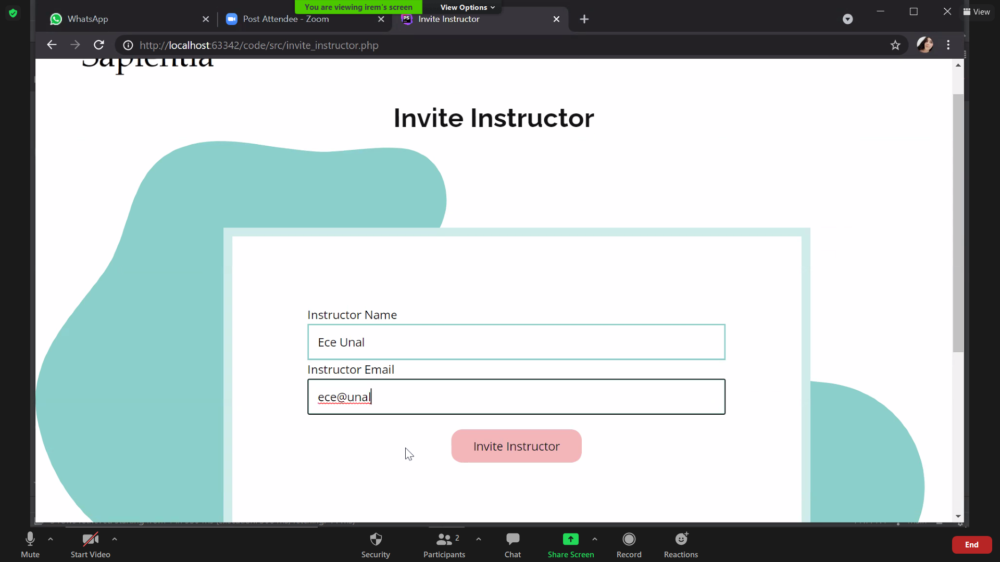 You are viewing irem's screen
View Options
WhatsApp
Post Attendee - Zoom
Invite Instructor
View
http://localhost:63342/code/src/invite_instructor.php
Sapientia
Invite Instructor
Instructor Name
Ece Unal
Instructor Email
ece@unal
Invite Instructor
Mute
Start Video
Security
Participants
2
Chat
Share Screen
Record
Reactions
End